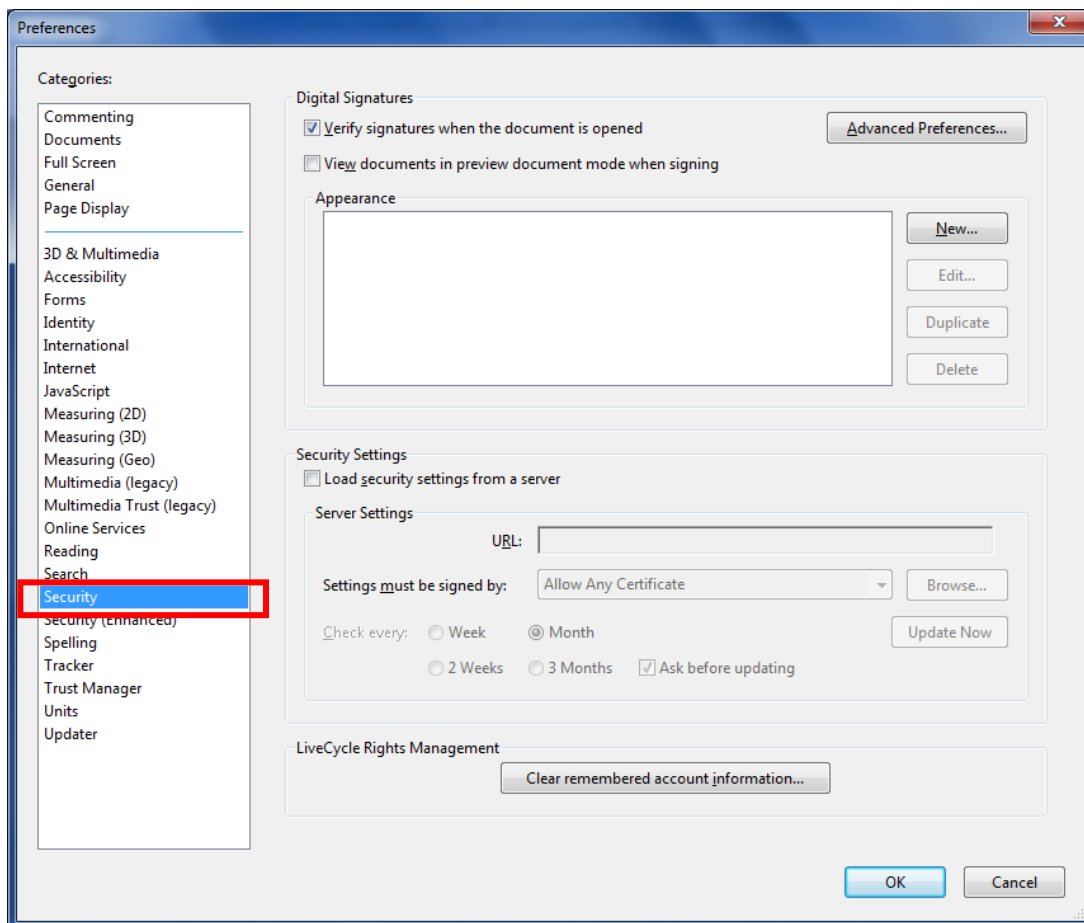 Preferences
Categories:
Commenting
Documents
Full Screen
General
Page Display
3D & Multimedia
Accessibility
Forms
Identity
International
Internet
JavaScript
Measuring (2D)
Measuring (3D)
Measuring (Geo)
Multimedia (legacy)
Multimedia Trust (legacy)
Online Services
Reading
Search
Security
Security (Enhanced)
Spelling
Tracker
Trust Manager
Units
Updater
Digital Signatures
Verify signatures when the document is opened
Advanced Preferences...
View documents in preview document mode when signing
Appearance
New...
Edit...
Duplicate
Delete
Security Settings
Load security settings from a server
Server Settings
URL:
Settings must be signed by: Allow Any Certificate Browse...
Check every: Week Month Update Now
2 Weeks 3 Months Ask before updating
LiveCycle Rights Management
Clear remembered account information...
OK Cancel